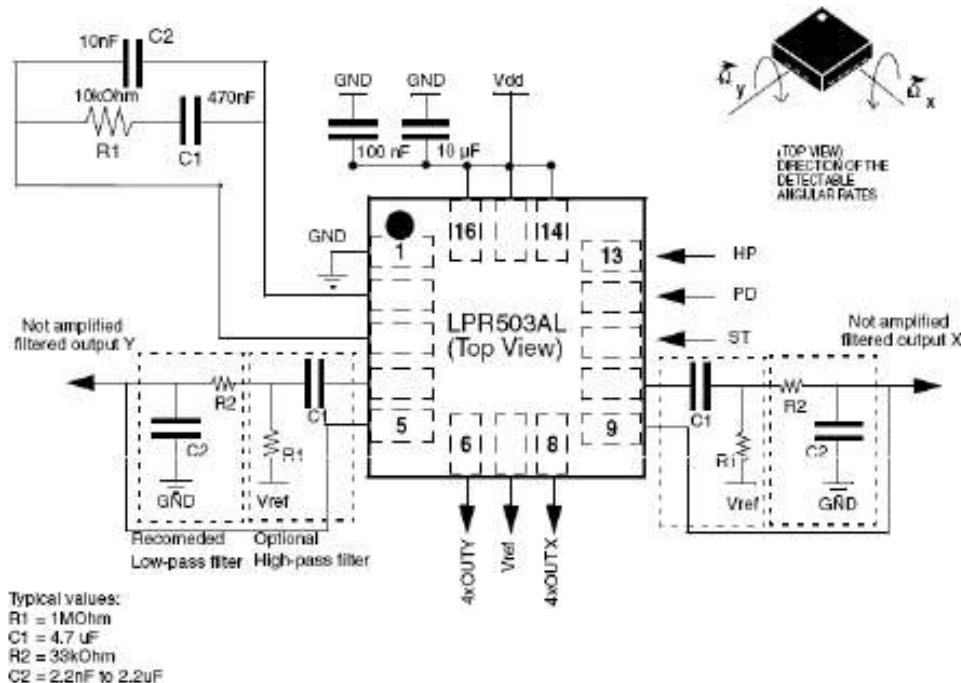 10nF
C2
10kOhm
470nF
R1
C1
GND
GND
Vdd
100 nF
10 µF
Ω y
Ω x
(TOP VIEW)
DIRECTION OF THE
DETECTABLE
ANGULAR RATES
GND
1
16
14
13
HP
PD
ST
LPR503AL
(Top View)
5
6
8
9
Not amplified
filtered output Y
R2
C1
C2
R1
GND
Vref
Recomeded
Low-pass filter
Optional
High-pass filter
Not amplified
filtered output X
C1
R2
R1
C2
Vref
GND
4xOUTY
Vref
4xOUTX
Typical values:
R1 = 1MOhm
C1 = 4.7 uF
R2 = 33kOhm
C2 = 2.2nF to 2.2uF